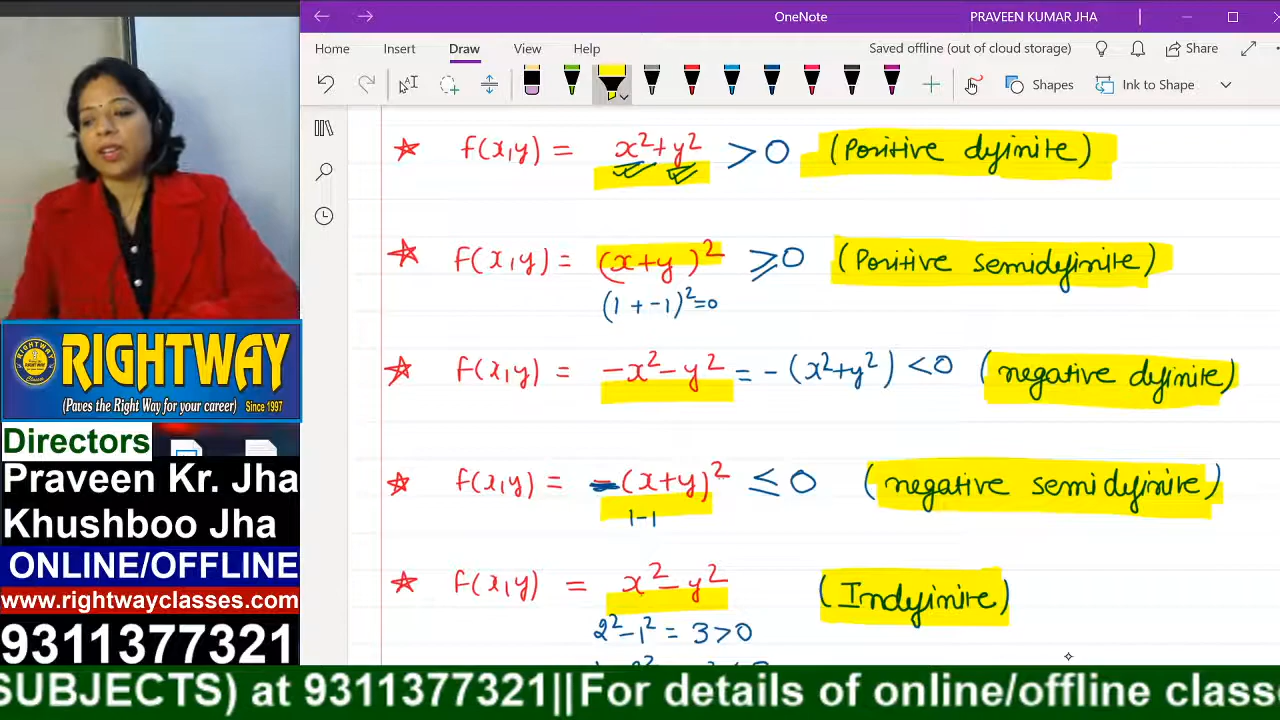 OneNote
PRAVEEN KUMAR JHA
Home Insert Draw View Help
Saved offline (out of cloud storage)
Share
Shapes
Ink to Shape
☆ f(x,y) = x²+y² > 0 (Positive definite)
☆ f(x,y) = (x+y)² ≥ 0 (Positive semidefinite)
(1 + -1)² = 0
☆ f(x,y) = -x²-y² = -(x²+y²) < 0 (negative definite)
☆ f(x,y) = -(x+y)² ≤ 0 (negative semidefinite)
1-1
☆ f(x,y) = x²-y² (Indefinite)
2²-1² = 3 > 0
RIGHTWAY
(Paves the Right Way for your career) Since 1997
Directors
Praveen Kr. Jha
Khushboo Jha
ONLINE/OFFLINE
www.rightwayclasses.com
9311377321
SUBJECTS) at 9311377321||For details of online/offline classe